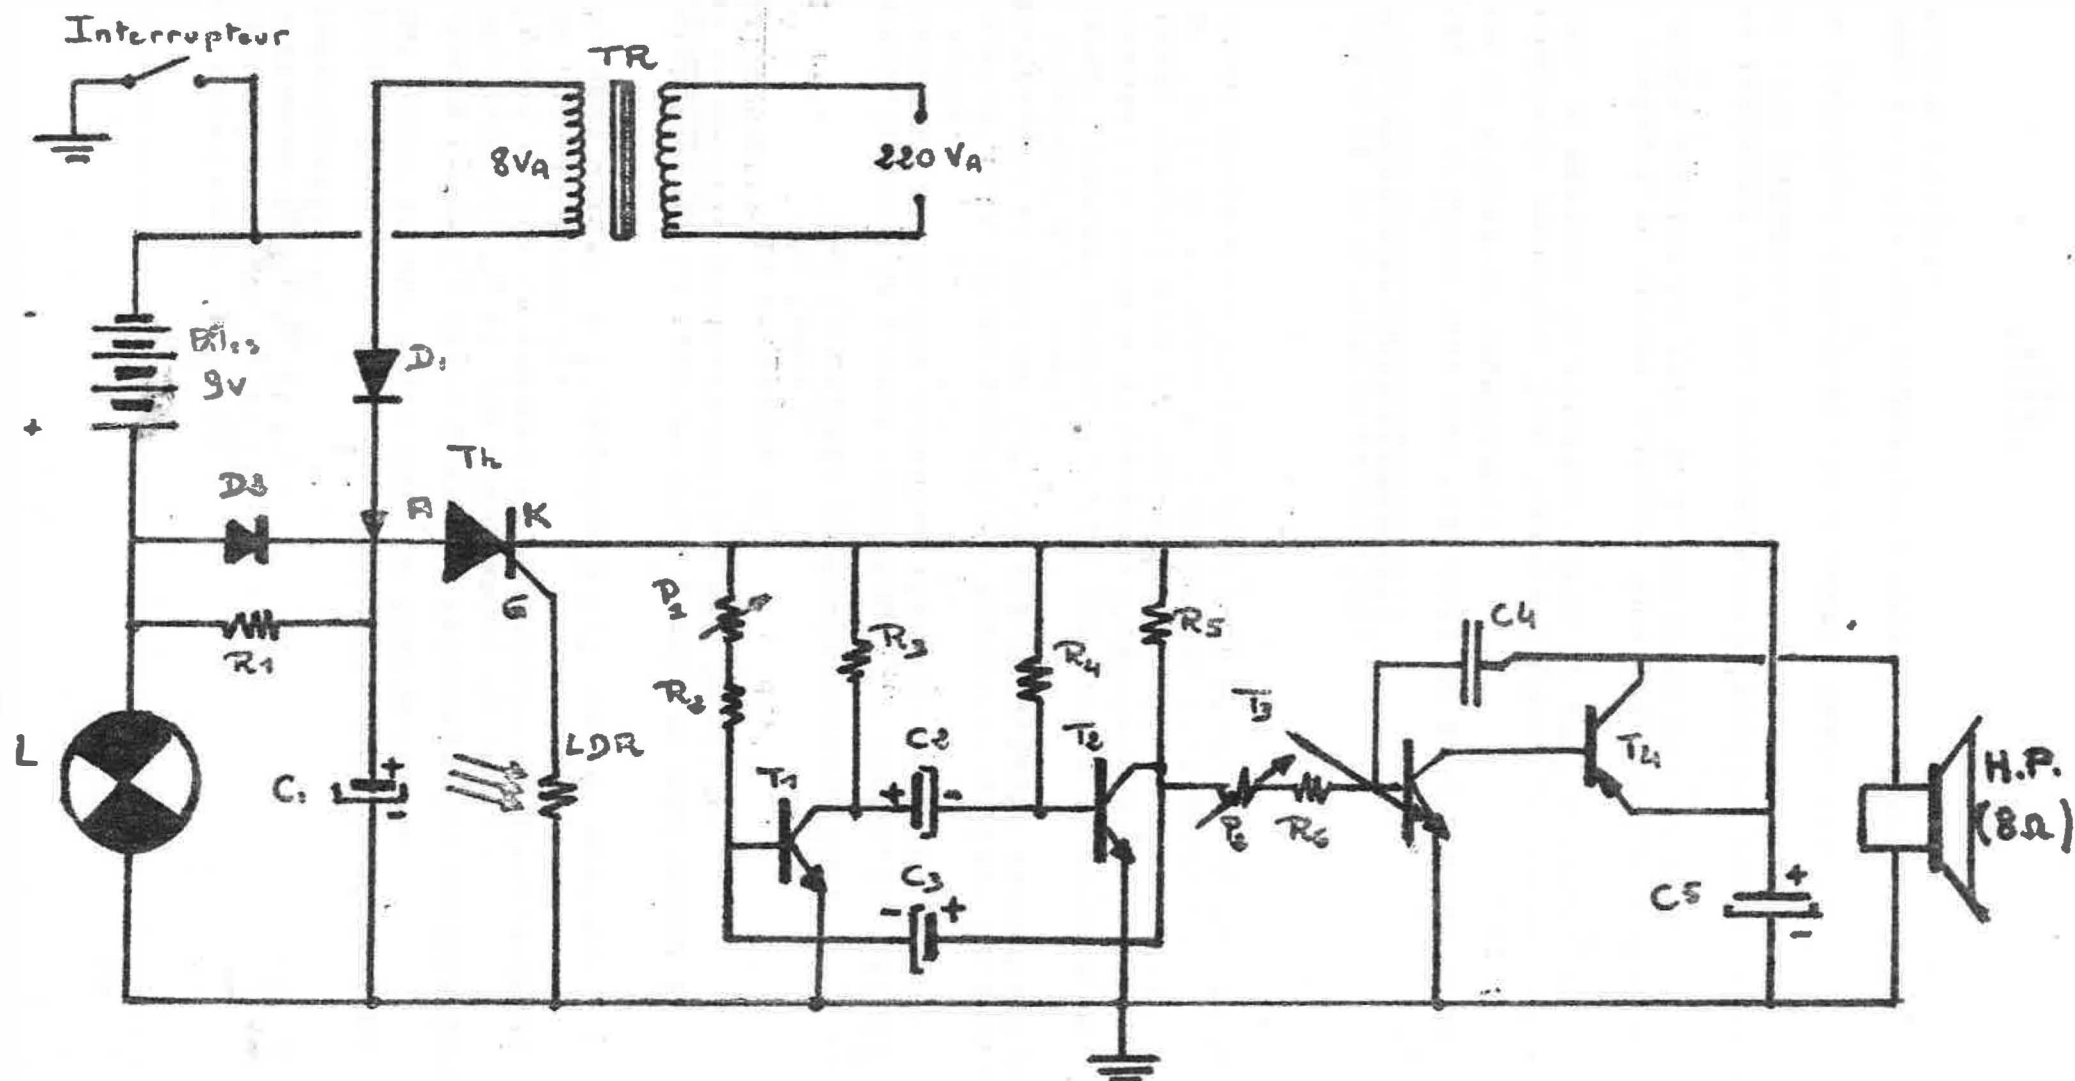 Interrupteur
TR
8VA
220 VA
-
Piles
9V
+
D1
Th
D2
A
K
G
R1
P1
R3
R4
R5
C4
R2
T3
L
C1
+
-
LDR
T1
C2
+
-
T2
P2
R6
T4
H.P.
(8Ω)
C3
-
+
C5
+
-